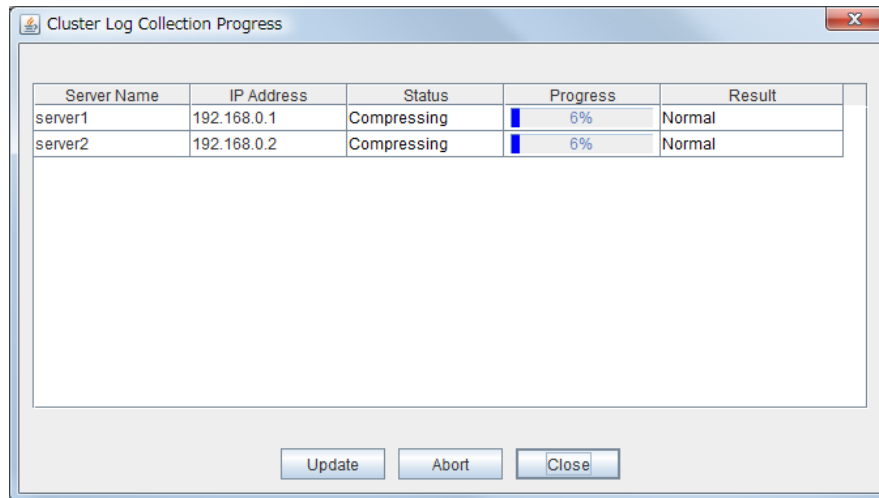 Cluster Log Collection Progress
Server Name IP Address Status Progress Result
server1 192.168.0.1 Compressing 6% Normal
server2 192.168.0.2 Compressing 6% Normal
Update Abort Close